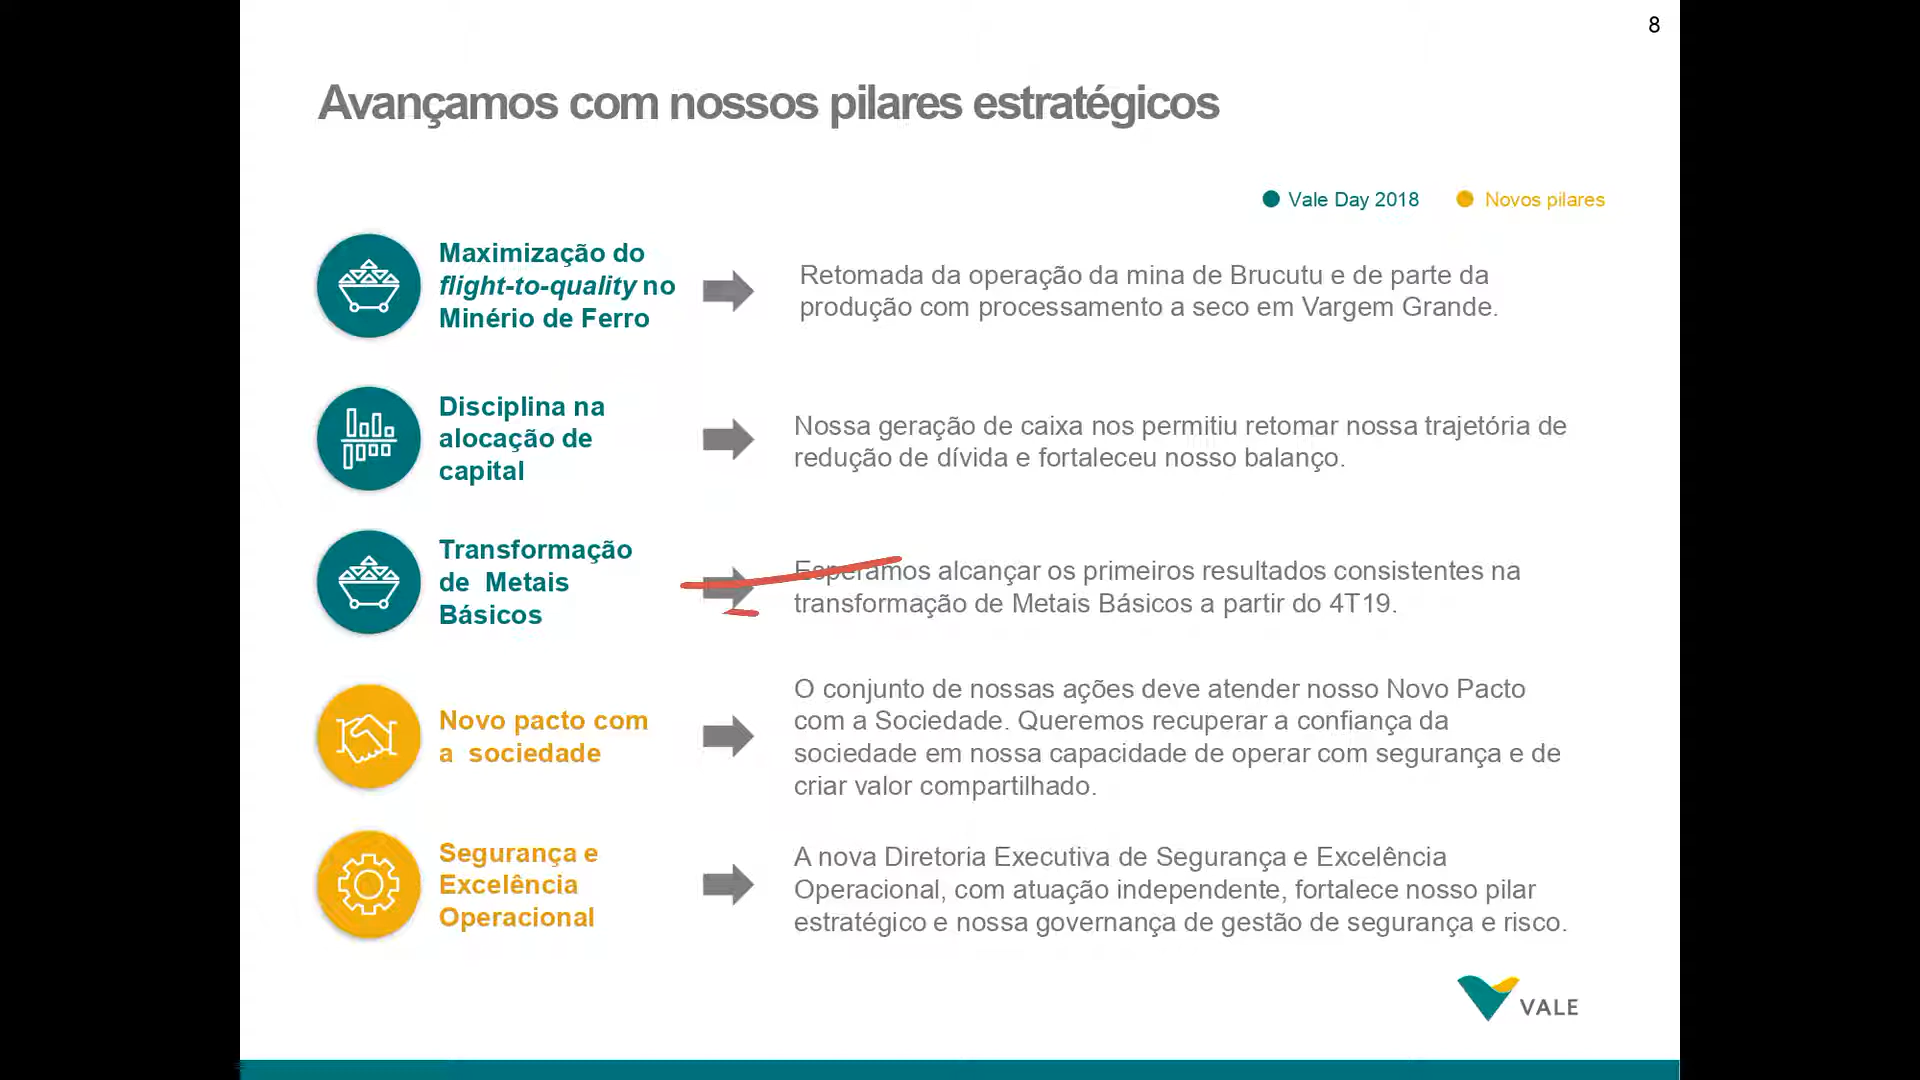 8
Avançamos com nossos pilares estratégicos
Vale Day 2018 Novos pilares
Maximização do
flight-to-quality no
Minério de Ferro
Retomada da operação da mina de Brucutu e de parte da
produção com processamento a seco em Vargem Grande.
Disciplina na
alocação de
capital
Nossa geração de caixa nos permitiu retomar nossa trajetória de
redução de dívida e fortaleceu nosso balanço.
Transformação
de Metais
Básicos
Esperamos alcançar os primeiros resultados consistentes na
transformação de Metais Básicos a partir do 4T19.
Novo pacto com
a sociedade
O conjunto de nossas ações deve atender nosso Novo Pacto
com a Sociedade. Queremos recuperar a confiança da
sociedade em nossa capacidade de operar com segurança e de
criar valor compartilhado.
Segurança e
Excelência
Operacional
A nova Diretoria Executiva de Segurança e Excelência
Operacional, com atuação independente, fortalece nosso pilar
estratégico e nossa governança de gestão de segurança e risco.
VALE